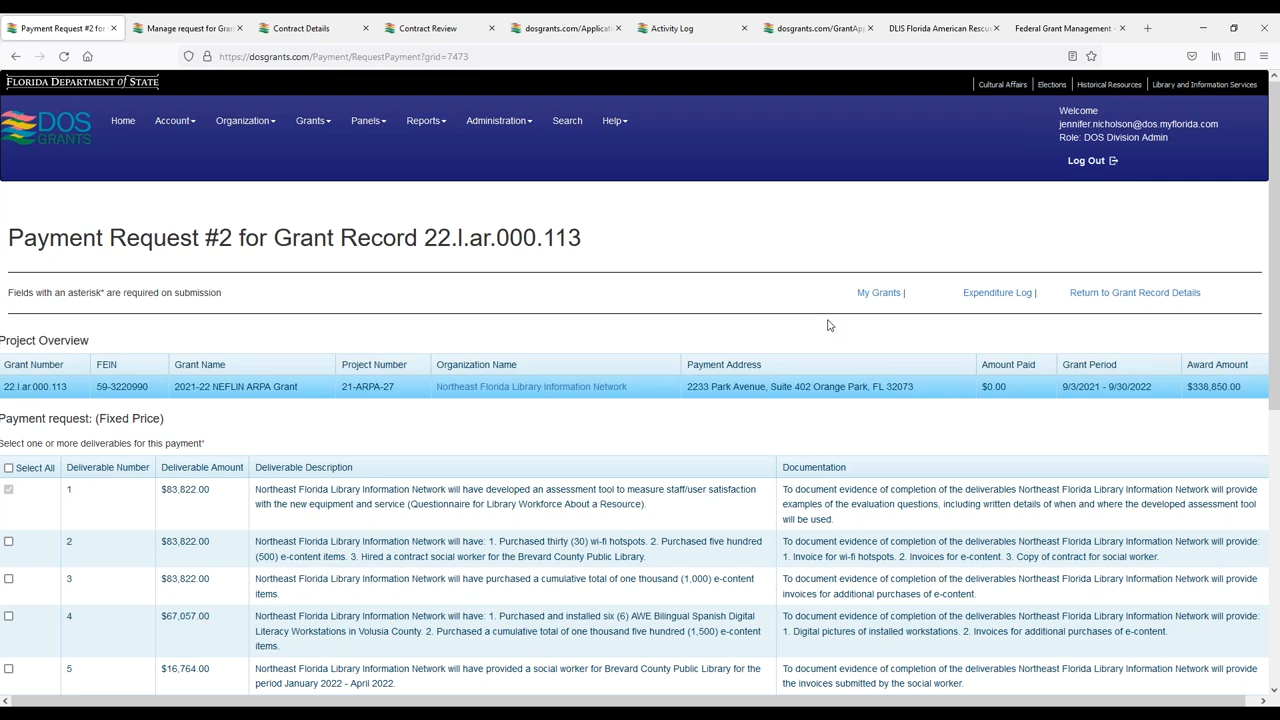 Payment Request #2 for
Manage request for Gran
Contract Details
Contract Review
dosgrants.com/Applicati
Activity Log
dosgrants.com/GrantApp
DLIS Florida American Rescu
Federal Grant Management -
https://dosgrants.com/Payment/RequestPayment?grid=7473
FLORIDA DEPARTMENT of STATE
Cultural Affairs
Elections
Historical Resources
Library and Information Services
DOS GRANTS
Home
Account
Organization
Grants
Panels
Reports
Administration
Search
Help
Welcome
jennifer.nicholson@dos.myflorida.com
Role: DOS Division Admin
Log Out
Payment Request #2 for Grant Record 22.l.ar.000.113
Fields with an asterisk* are required on submission
My Grants |
Expenditure Log |
Return to Grant Record Details
Project Overview
Grant Number FEIN Grant Name Project Number Organization Name Payment Address Amount Paid Grant Period Award Amount
22.l.ar.000.113 59-3220990 2021-22 NEFLIN ARPA Grant 21-ARPA-27 Northeast Florida Library Information Network 2233 Park Avenue, Suite 402 Orange Park, FL 32073 $0.00 9/3/2021 - 9/30/2022 $338,850.00
Payment request: (Fixed Price)
Select one or more deliverables for this payment*
Select All Deliverable Number Deliverable Amount Deliverable Description Documentation
1 $83,822.00
Northeast Florida Library Information Network will have developed an assessment tool to measure staff/user satisfaction
with the new equipment and service (Questionnaire for Library Workforce About a Resource).
To document evidence of completion of the deliverables Northeast Florida Library Information Network will provide
examples of the evaluation questions, including written details of when and where the developed assessment tool
will be used.
2 $83,822.00
Northeast Florida Library Information Network will have: 1. Purchased thirty (30) wi-fi hotspots. 2. Purchased five hundred
(500) e-content items. 3. Hired a contract social worker for the Brevard County Public Library.
To document evidence of completion of the deliverables Northeast Florida Library Information Network will provide:
1. Invoice for wi-fi hotspots. 2. Invoices for e-content. 3. Copy of contract for social worker.
3 $83,822.00
Northeast Florida Library Information Network will have purchased a cumulative total of one thousand (1,000) e-content
items.
To document evidence of completion of the deliverables Northeast Florida Library Information Network will provide
invoices for additional purchases of e-content.
4 $67,057.00
Northeast Florida Library Information Network will have: 1. Purchased and installed six (6) AWE Bilingual Spanish Digital
Literacy Workstations in Volusia County. 2. Purchased a cumulative total of one thousand five hundred (1,500) e-content
items.
To document evidence of completion of the deliverables Northeast Florida Library Information Network will provide:
1. Digital pictures of installed workstations. 2. Invoices for additional purchases of e-content.
5 $16,764.00
Northeast Florida Library Information Network will have provided a social worker for Brevard County Public Library for the
period January 2022 - April 2022.
To document evidence of completion of the deliverables Northeast Florida Library Information Network will provide
the invoices submitted by the social worker.